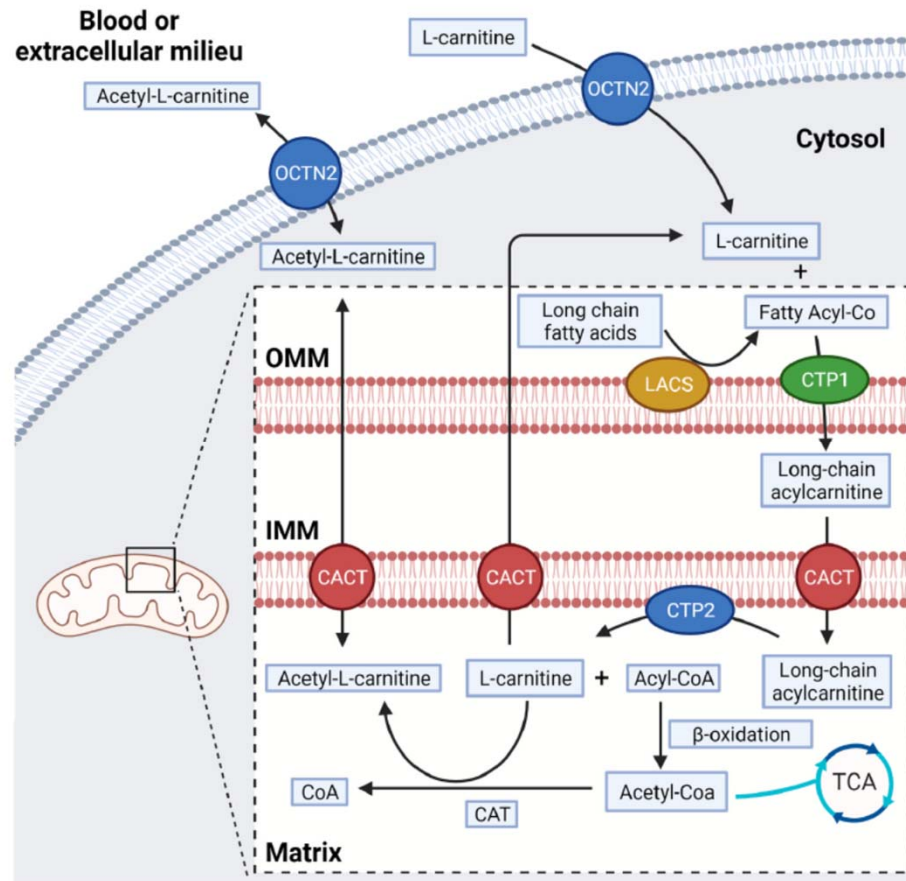 Blood or
extracellular milieu
L-carnitine
OCTN2
Acetyl-L-carnitine
Cytosol
OCTN2
L-carnitine
Acetyl-L-carnitine
+
Long chain
fatty acids
Fatty Acyl-Co
OMM
LACS
CTP1
Long-chain
acylcarnitine
IMM
CACT
CACT
CACT
CTP2
Acetyl-L-carnitine
L-carnitine
+
Acyl-CoA
Long-chain
acylcarnitine
β-oxidation
CoA
Acetyl-Coa
TCA
CAT
Matrix